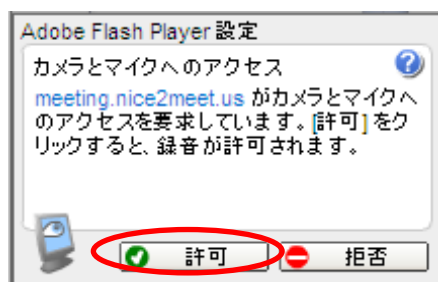 Adobe Flash Player 設定
カメラとマイクへのアクセス
meeting.nice2meet.us がカメラとマイクへ
のアクセスを要求しています。[許可] をク
リックすると、録音が許可されます。
許可
拒否